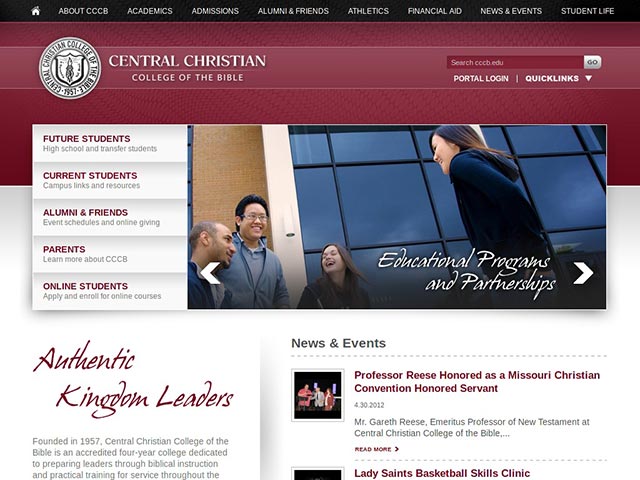 ABOUT CCCB ACADEMICS ADMISSIONS ALUMNI & FRIENDS ATHLETICS FINANCIAL AID NEWS & EVENTS STUDENT LIFE
CENTRAL CHRISTIAN COLLEGE OF THE BIBLE
·1957·
CENTRAL CHRISTIAN
COLLEGE OF THE BIBLE
Search cccb.edu GO
PORTAL LOGIN | QUICKLINKS
FUTURE STUDENTS
High school and transfer students
CURRENT STUDENTS
Campus links and resources
ALUMNI & FRIENDS
Event schedules and online giving
PARENTS
Learn more about CCCB
ONLINE STUDENTS
Apply and enroll for online courses
Educational Programs
and Partnerships
Authentic
Kingdom Leaders
Founded in 1957, Central Christian College of the
Bible is an accredited four-year college dedicated
to preparing leaders through biblical instruction
and practical training for service throughout the
News & Events
Professor Reese Honored as a Missouri Christian
Convention Honored Servant
4.30.2012
Mr. Gareth Reese, Emeritus Professor of New Testament at
Central Christian College of the Bible,...
READ MORE
Lady Saints Basketball Skills Clinic